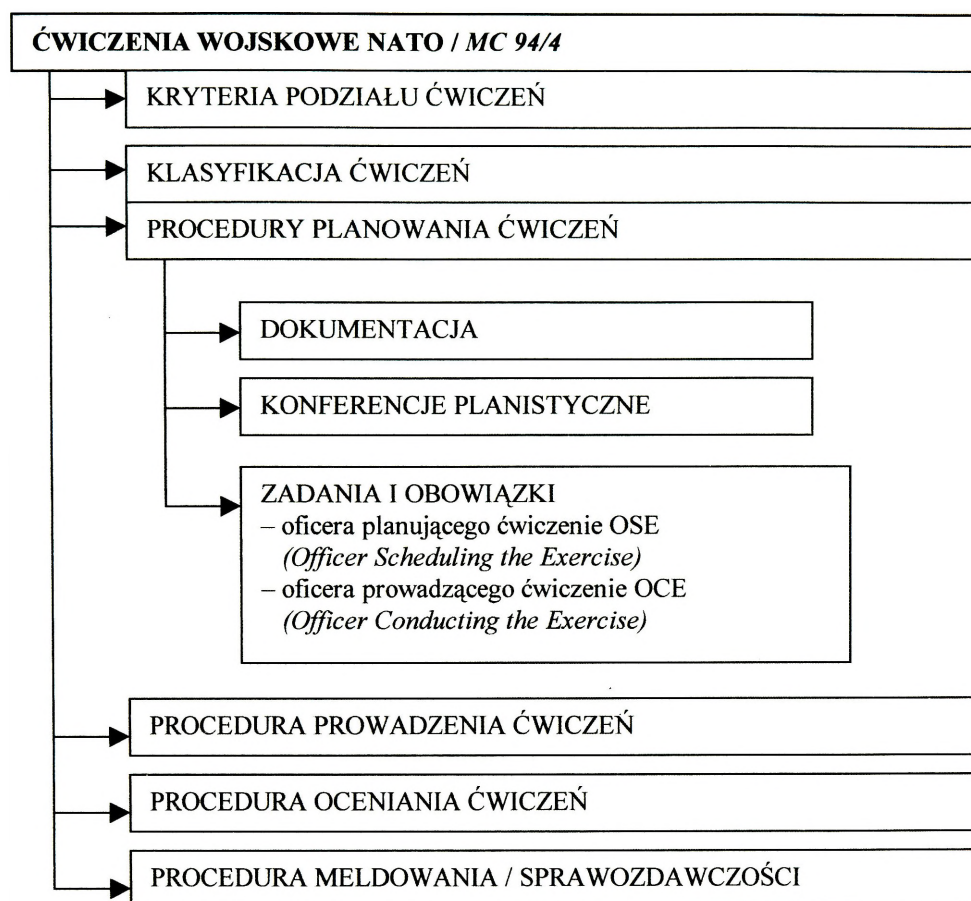 ĆWICZENIA WOJSKOWE NATO / MC 94/4
KRYTERIA PODZIAŁU ĆWICZEŃ
KLASYFIKACJA ĆWICZEŃ
PROCEDURY PLANOWANIA ĆWICZEŃ
DOKUMENTACJA
KONFERENCJE PLANISTYCZNE
ZADANIA I OBOWIĄZKI
– oficera planującego ćwiczenie OSE
(Officer Scheduling the Exercise)
– oficera prowadzącego ćwiczenie OCE
(Officer Conducting the Exercise)
PROCEDURA PROWADZENIA ĆWICZEŃ
PROCEDURA OCENIANIA ĆWICZEŃ
PROCEDURA MELDOWANIA / SPRAWOZDAWCZOŚCI